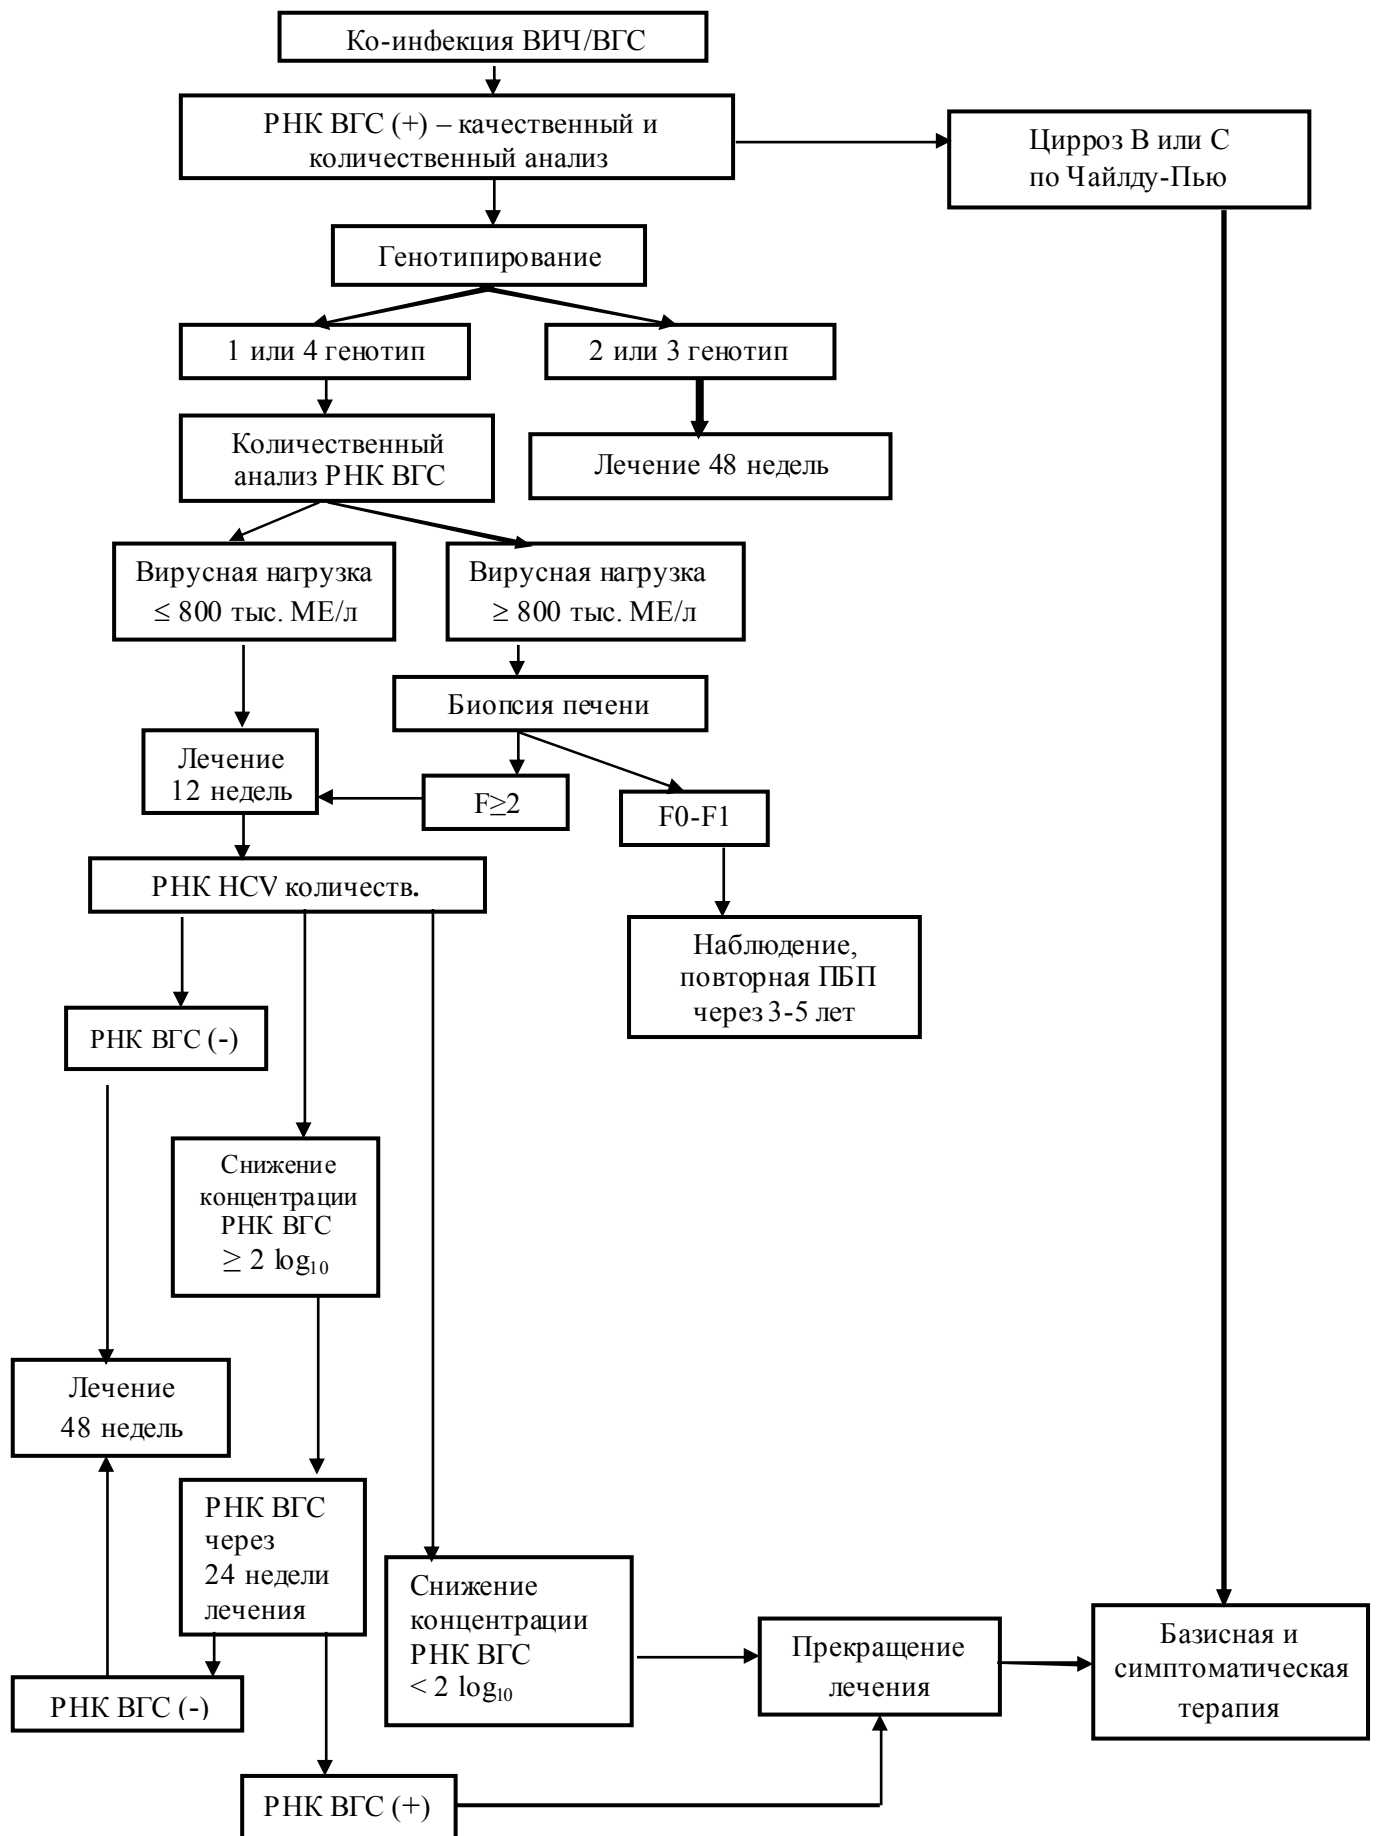 Ко-инфекция ВИЧ/ВГС
РНК ВГС (+) – качественный и
количественный анализ
Цирроз В или С
по Чайлду-Пью
Генотипирование
1 или 4 генотип
2 или 3 генотип
Количественный
анализ РНК ВГС
Лечение 48 недель
Вирусная нагрузка
≤ 800 тыс. МЕ/л
Вирусная нагрузка
≥ 800 тыс. МЕ/л
Биопсия печени
Лечение
12 недель
F≥2
F0-F1
РНК HCV количеств.
Наблюдение,
повторная ПБП
через 3-5 лет
РНК ВГС (-)
Снижение
концентрации
РНК ВГС
≥ 2 log₁₀
Лечение
48 недель
РНК ВГС
через
24 недели
лечения
Снижение
концентрации
РНК ВГС
< 2 log₁₀
Прекращение
лечения
Базисная и
симптоматическая
терапия
РНК ВГС (-)
РНК ВГС (+)